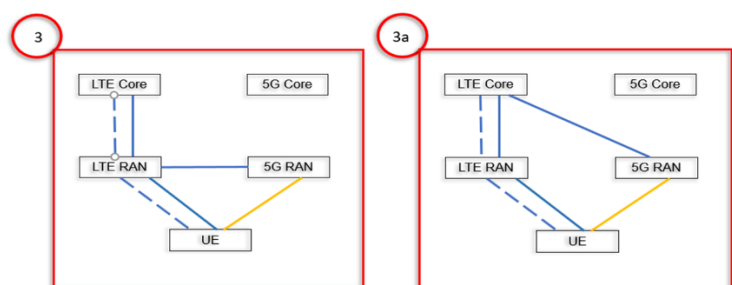 3
3a
LTE Core
5G Core
LTE RAN
5G RAN
UE
LTE Core
5G Core
LTE RAN
5G RAN
UE